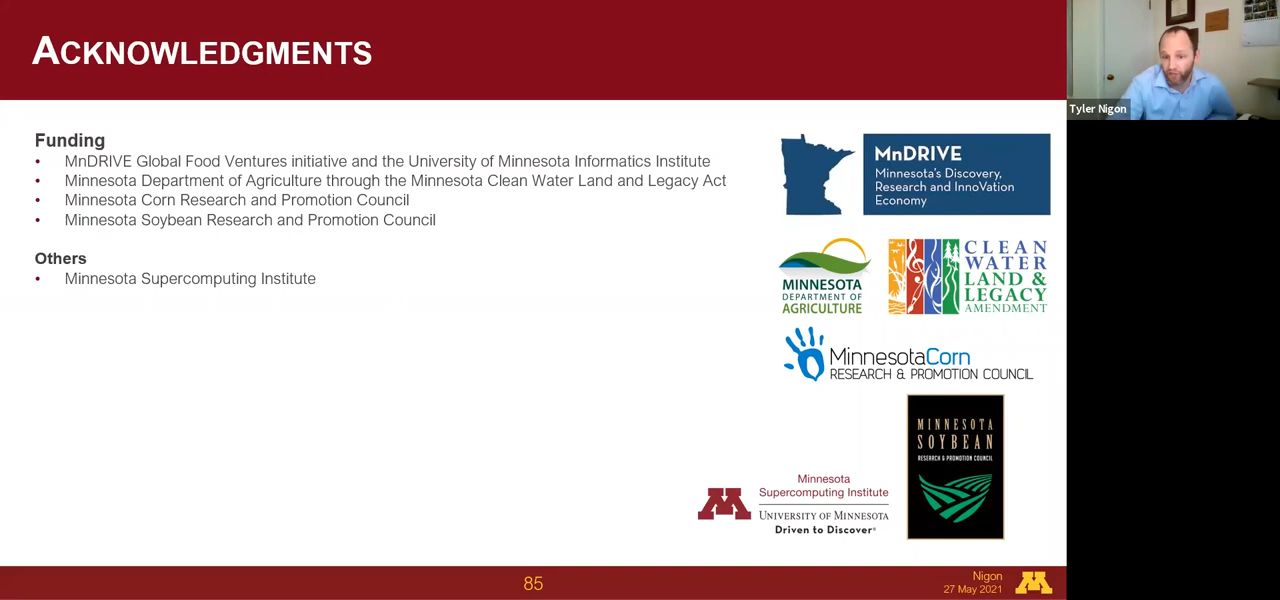 ACKNOWLEDGMENTS
Tyler Nigon
Funding
• MnDRIVE Global Food Ventures initiative and the University of Minnesota Informatics Institute
• Minnesota Department of Agriculture through the Minnesota Clean Water Land and Legacy Act
• Minnesota Corn Research and Promotion Council
• Minnesota Soybean Research and Promotion Council
Others
• Minnesota Supercomputing Institute
MnDRIVE
Minnesota's Discovery,
Research and InnoVation
Economy
MINNESOTA
DEPARTMENT OF
AGRICULTURE
CLEAN
WATER
LAND &
LEGACY
AMENDMENT
MinnesotaCorn
RESEARCH & PROMOTION COUNCIL
MINNESOTA
SOYBEAN
RESEARCH & PROMOTION COUNCIL
Minnesota
Supercomputing Institute
UNIVERSITY OF MINNESOTA
Driven to Discover®
85
Nigon
27 May 2021